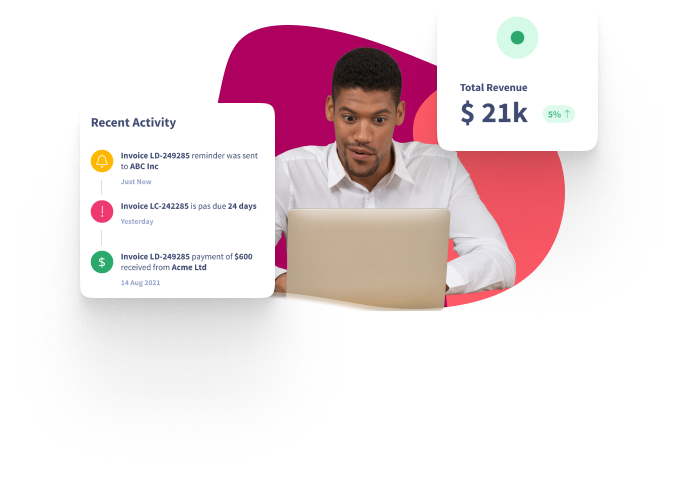 Recent Activity
Invoice LD-249285 reminder was sent
to ABC Inc
Just Now
Invoice LC-242285 is pas due 24 days
Yesterday
Invoice LD-249285 payment of $600
received from Acme Ltd
14 Aug 2021
Total Revenue
$ 21k
5% ↑